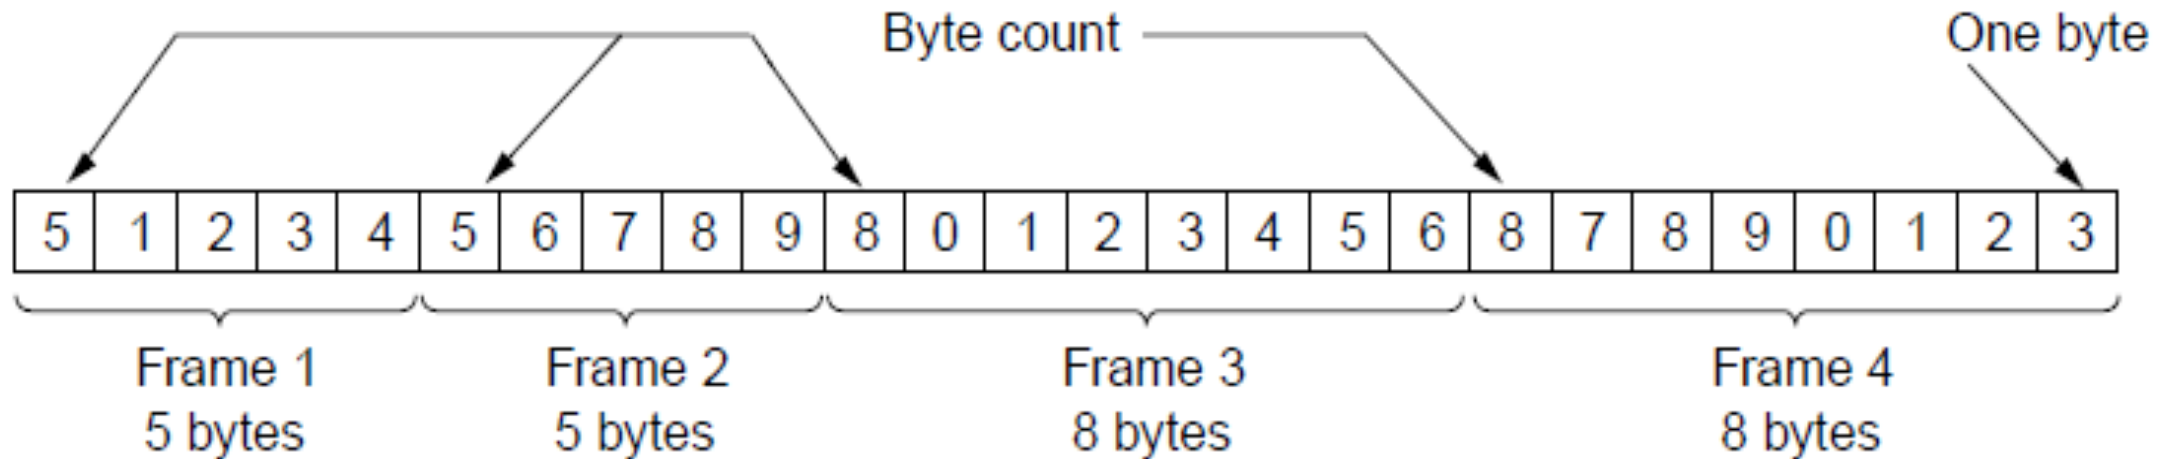 Byte count One byte
5 1 2 3 4 5 6 7 8 9 8 0 1 2 3 4 5 6 8 7 8 9 0 1 2 3
Frame 1 Frame 2 Frame 3 Frame 4
5 bytes 5 bytes 8 bytes 8 bytes